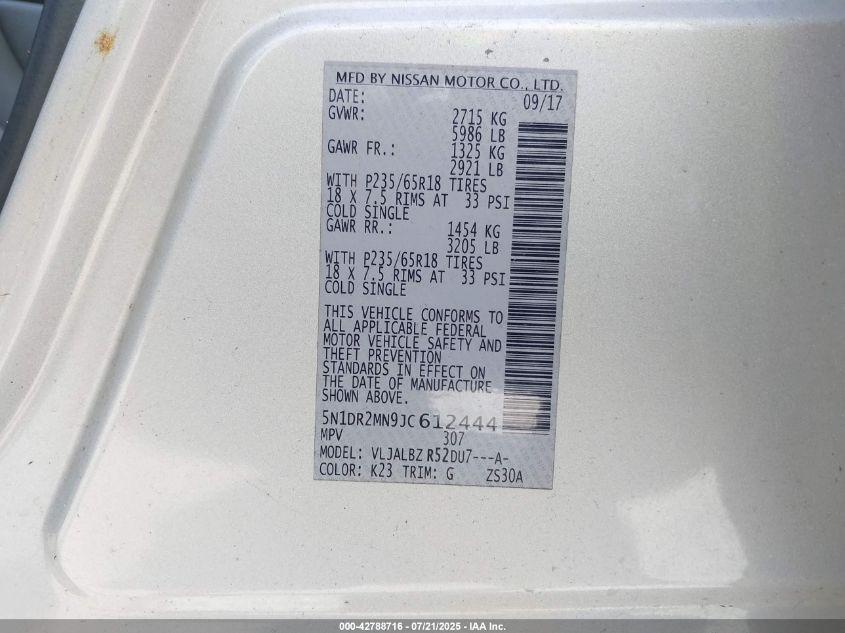 MFD BY NISSAN MOTOR CO., LTD.
DATE: 09/17
GVWR: 2715 KG
5986 LB
GAWR FR.: 1325 KG
2921 LB
WITH P235/65R18 TIRES
18 X 7.5 RIMS AT 33 PSI
COLD SINGLE
GAWR RR.: 1454 KG
3205 LB
WITH P235/65R18 TIRES
18 X 7.5 RIMS AT 33 PSI
COLD SINGLE
THIS VEHICLE CONFORMS TO
ALL APPLICABLE FEDERAL
MOTOR VEHICLE SAFETY AND
THEFT PREVENTION
STANDARDS IN EFFECT ON
THE DATE OF MANUFACTURE
SHOWN ABOVE.
5N1DR2MN9JC612444
MPV 307
MODEL: VLJALBZ R52DU7---A-
COLOR: K23 TRIM: G ZS30A
000-42788716 - 07/21/2025 - IAA Inc.